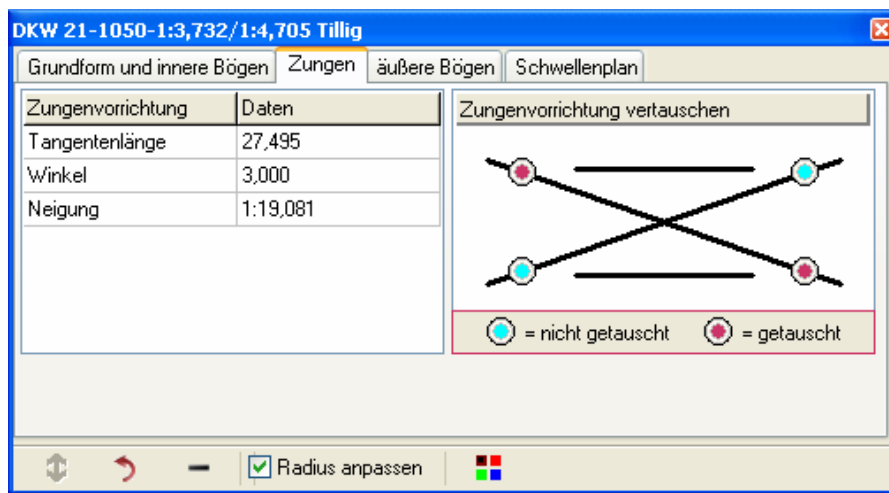 DKW 21-1050-1:3,732/1:4,705 Tillig
Grundform und innere Bögen Zungen äußere Bögen Schwellenplan
Zungenvorrichtung Daten
Tangentenlänge 27,495
Winkel 3,000
Neigung 1:19,081
Zungenvorrichtung vertauschen
= nicht getauscht = getauscht
Radius anpassen